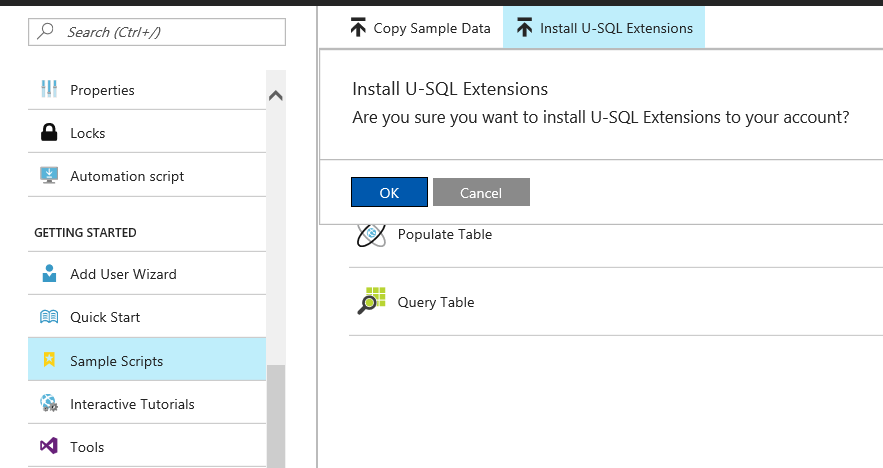 Search (Ctrl+/)
Properties
Locks
Automation script
GETTING STARTED
Add User Wizard
Quick Start
Sample Scripts
Interactive Tutorials
Tools
Copy Sample Data
Install U-SQL Extensions
Install U-SQL Extensions
Are you sure you want to install U-SQL Extensions to your account?
OK
Cancel
Populate Table
Query Table